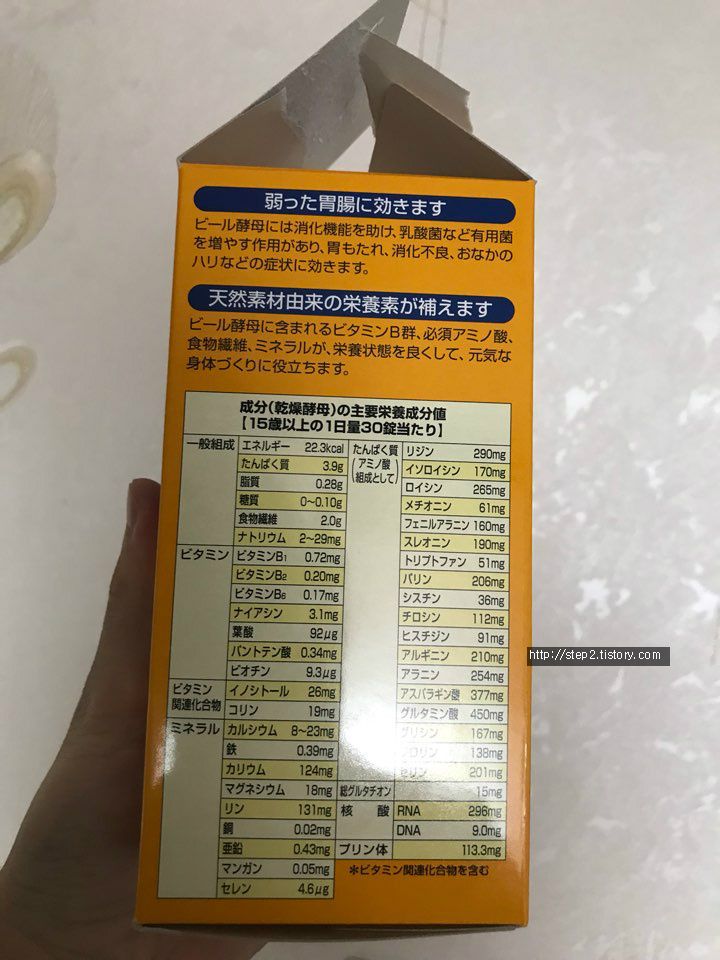 弱った胃腸に効きます
ビール酵母には消化機能を助け、乳酸菌など有用菌
を増やす作用があり、胃もたれ、消化不良、おなかの
ハリなどの症状に効きます。
天然素材由来の栄養素が補えます
ビール酵母に含まれるビタミンB群、必須アミノ酸、
食物繊維、ミネラルが、栄養状態を良くして、元気な
身体づくりに役立ちます。
成分(乾燥酵母)の主要栄養成分値
【15歳以上の1日量30錠当たり】
一般組成
エネルギー 22.3kcal
たんぱく質 3.9g
脂質 0.28g
糖質 0〜0.10g
食物繊維 2.0g
ナトリウム 2〜29mg
ビタミン
ビタミンB1 0.72mg
ビタミンB2 0.20mg
ビタミンB6 0.17mg
ナイアシン 3.1mg
葉酸 92μg
パントテン酸 0.34mg
ビオチン 9.3μg
ビタミン
関連化合物
イノシトール 26mg
コリン 19mg
ミネラル
カルシウム 8〜23mg
鉄 0.39mg
カリウム 124mg
マグネシウム 18mg
リン 131mg
銅 0.02mg
亜鉛 0.43mg
マンガン 0.05mg
セレン 4.6μg
たんぱく質
(アミノ酸
組成として)
リジン 290mg
イソロイシン 170mg
ロイシン 265mg
メチオニン 61mg
フェニルアラニン 160mg
スレオニン 190mg
トリプトファン 51mg
バリン 206mg
シスチン 36mg
チロシン 112mg
ヒスチジン 91mg
アルギニン 210mg
アラニン 254mg
アスパラギン酸 377mg
グルタミン酸 450mg
グリシン 167mg
プロリン 138mg
セリン 201mg
総グルタチオン 15mg
核酸
RNA 296mg
DNA 9.0mg
プリン体 113.3mg
*ビタミン関連化合物を含む
http://step2.tistory.com